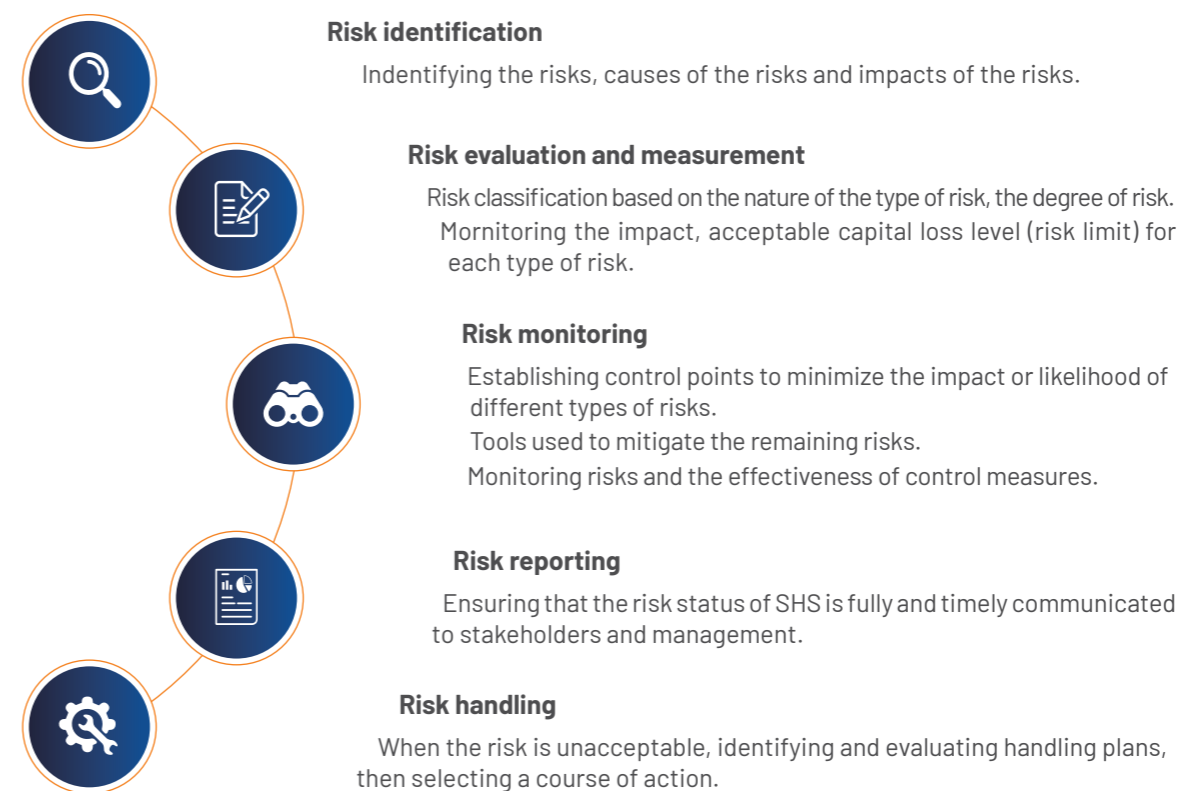 Risk identification
Indentifying the risks, causes of the risks and impacts of the risks.
Risk evaluation and measurement
Risk classification based on the nature of the type of risk, the degree of risk.
Mornitoring the impact, acceptable capital loss level (risk limit) for
each type of risk.
Risk monitoring
Establishing control points to minimize the impact or likelihood of
different types of risks.
Tools used to mitigate the remaining risks.
Monitoring risks and the effectiveness of control measures.
Risk reporting
Ensuring that the risk status of SHS is fully and timely communicated
to stakeholders and management.
Risk handling
When the risk is unacceptable, identifying and evaluating handling plans,
then selecting a course of action.